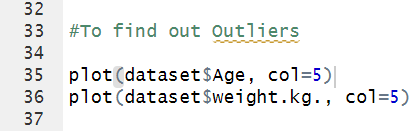 32
33 #To find out Outliers
34
35 plot(dataset$Age, col=5)
36 plot(dataset$weight.kg., col=5)
37